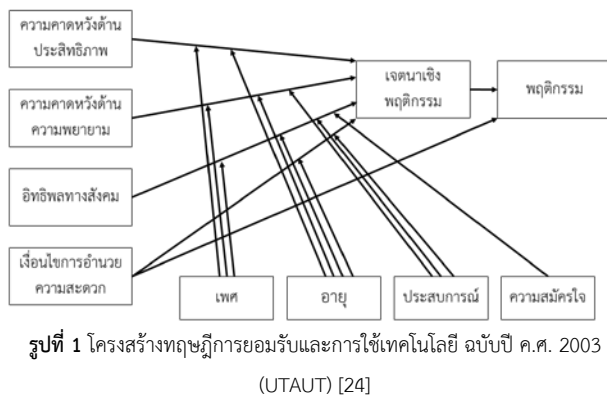 ความคาดหวังด้าน
ประสิทธิภาพ
เจตนาเชิง
พฤติกรรม
พฤติกรรม
ความคาดหวังด้าน
ความพยายาม
อิทธิพลทางสังคม
เงื่อนไขการอำนวย
ความสะดวก
เพศ
อายุ
ประสบการณ์
ความสมัครใจ
รูปที่ 1 โครงสร้างทฤษฎีการยอมรับและการใช้เทคโนโลยี ฉบับปี ค.ศ. 2003
(UTAUT) [24]